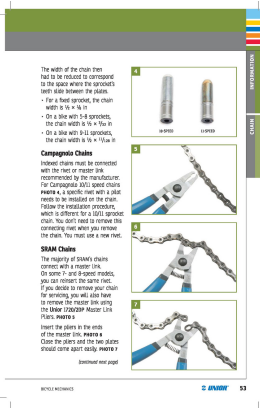 The width of the chain then
had to be reduced to correspond
to the space where the sprocket's
teeth slide between the plates.
• For a fixed sprocket, the chain
width is ½ × ⅛ in
• On a bike with 5-8 sprockets,
the chain width is ½ × 3/32 in
• On a bike with 9-11 sprockets,
the chain width is ½ × 11/128 in
Campagnolo Chains
Indexed chains must be connected
with the rivet or master link
recommended by the manufacturer.
For Campagnolo 10/11 speed chains
PHOTO 4, a specific rivet with a pilot
needs to be installed on the chain.
Follow the installation procedure,
which is different for a 10/11 sprocket
chain. You don't need to remove this
connecting rivet when you remove
the chain. You must use a new rivet.
SRAM Chains
The majority of SRAM's chains
connect with a master link.
On some 7- and 8-speed models,
you can reinsert the same rivet.
If you decide to remove your chain
for servicing, you will also have
to remove the master link using
the Unior 1720/2DP Master Link
Pliers. PHOTO 5
Insert the pliers in the ends
of the master link. PHOTO 6
Close the pliers and the two plates
should come apart easily. PHOTO 7
(continued next page)
4
10-SPEED
11-SPEED
5
6
7
INFORMATION
CHAIN
BICYCLE MECHANICS
UNIOR
53